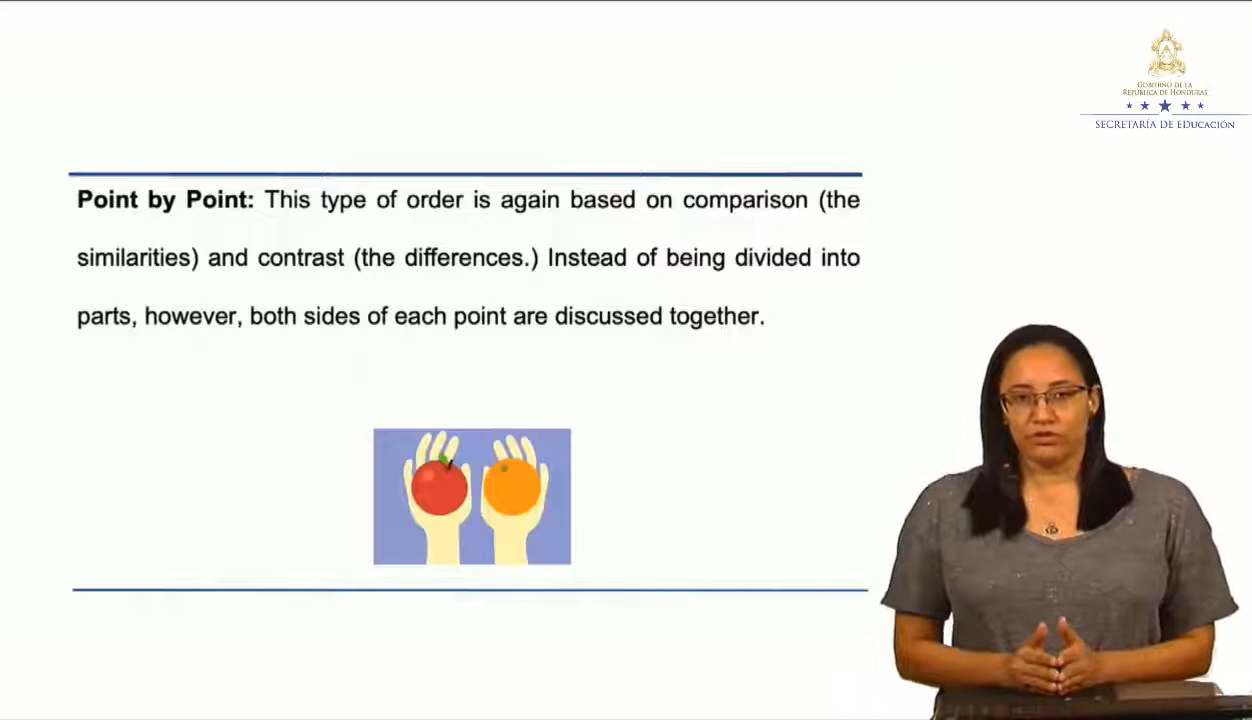 GOBIERNO DE LA
REPÚBLICA DE HONDURAS
SECRETARÍA DE EDUCACIÓN
Point by Point: This type of order is again based on comparison (the
similarities) and contrast (the differences.) Instead of being divided into
parts, however, both sides of each point are discussed together.